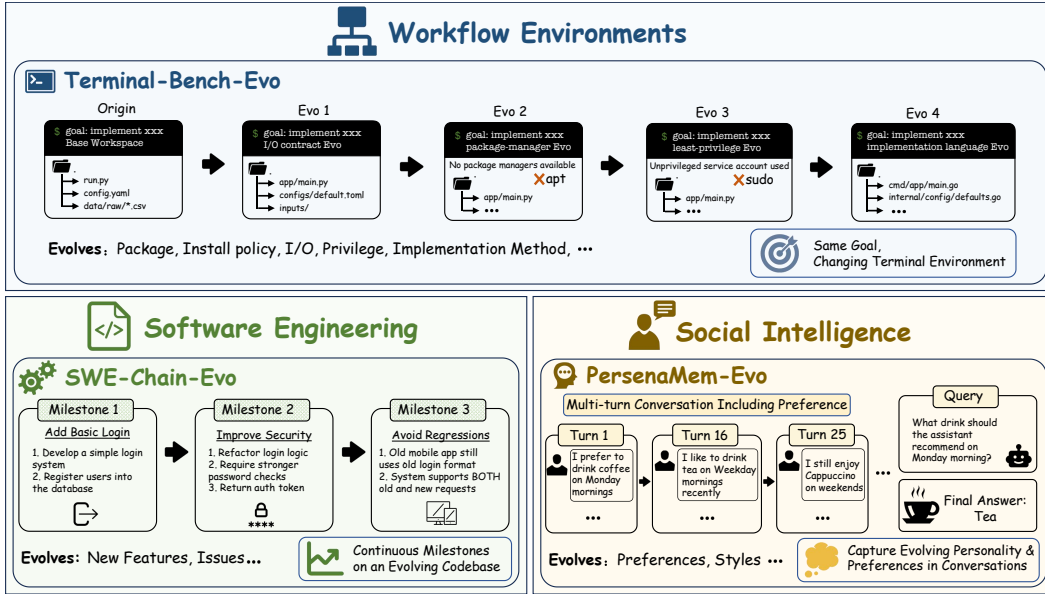 Workflow Environments
Terminal-Bench-Evo
Origin
$ goal: implement xxx
Base Workspace
.
run.py
config.yaml
data/raw/*.csv
Evo 1
$ goal: implement xxx
I/O contract Evo
.
app/main.py
configs/default.toml
inputs/
Evo 2
$ goal: implement xxx
package-manager Evo
No package managers available
.
apt
app/main.py
...
Evo 3
$ goal: implement xxx
least-privilege Evo
Unprivileged service account used
.
sudo
app/main.py
...
Evo 4
$ goal: implement xxx
implementation language Evo
.
cmd/app/main.go
internal/config/defaults.go
...
Evolves: Package, Install policy, I/O, Privilege, Implementation Method, ...
Same Goal,
Changing Terminal Environment
</> Software Engineering
SWE-Chain-Evo
Milestone 1
Add Basic Login
1. Develop a simple login
system
2. Register users into
the database
Milestone 2
Improve Security
1. Refactor login logic
2. Require stronger
password checks
3. Return auth token
****
Milestone 3
Avoid Regressions
1. Old mobile app still
uses old login format
2. System supports BOTH
old and new requests
Evolves: New Features, Issues...
Continuous Milestones
on an Evolving Codebase
Social Intelligence
PersenaMem-Evo
Multi-turn Conversation Including Preference
Turn 1
I prefer to
drink coffee
on Monday
mornings
...
Turn 16
I like to drink
tea on Weekday
mornings
recently
...
Turn 25
I still enjoy
Cappuccino
on weekends
...
...
Query
What drink should
the assistant
recommend on
Monday morning?
Final Answer:
Tea
Evolves: Preferences, Styles ...
Capture Evolving Personality &
Preferences in Conversations